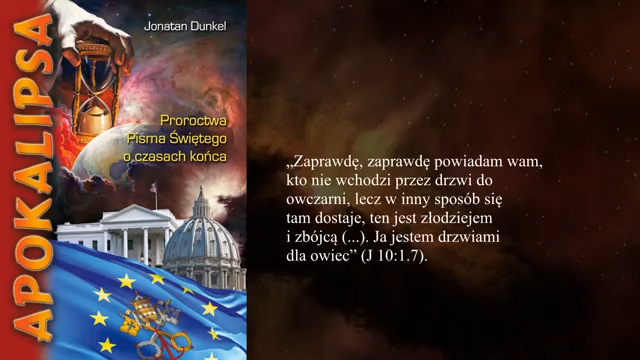 Jonatan Dunkel
APOKALIPSA
Proroctwa
Pisma Świętego
o czasach końca
„Zaprawdę, zaprawdę powiadam wam,
kto nie wchodzi przez drzwi do
owczarni, lecz w inny sposób się
tam dostaje, ten jest złodziejem
i zbójcą (...). Ja jestem drzwiami
dla owiec” (J 10:1.7).